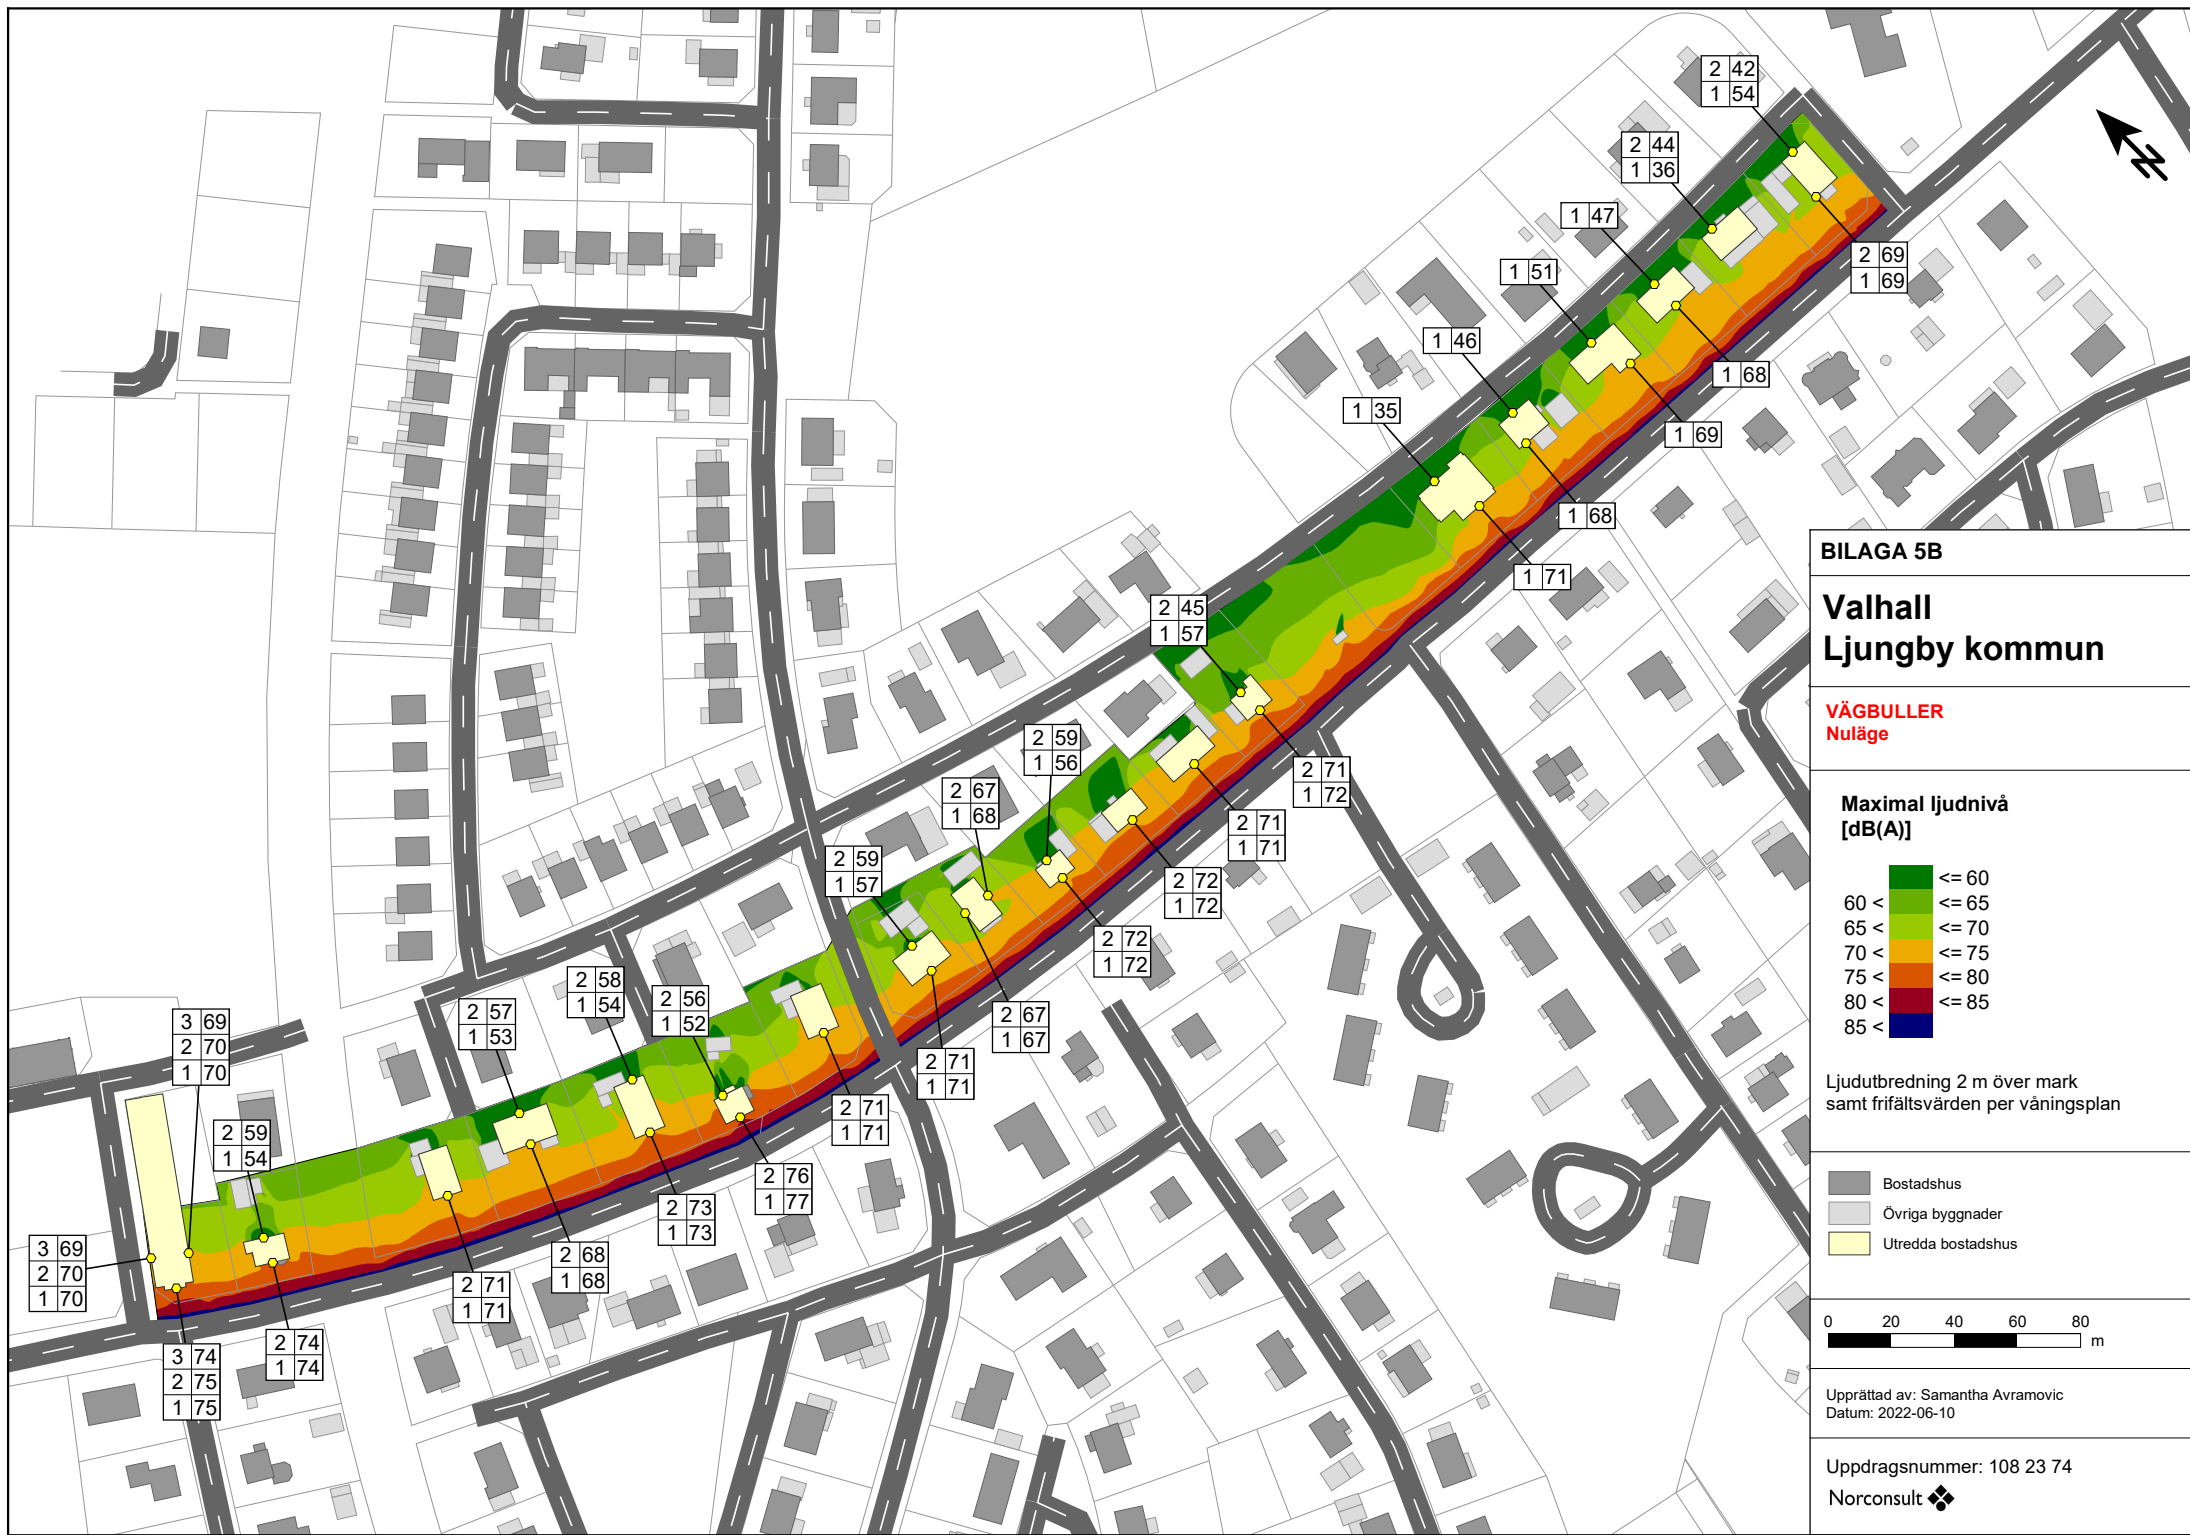 2 42
1 54
2 44
1 36
1 47
2 69
1 69
1 51
1 46
1 68
1 35
1 69
1 68
1 71
2 45
1 57
2 59
1 56
2 71
1 72
2 67
1 68
2 71
1 71
2 59
1 57
2 72
1 72
2 72
1 72
2 58
1 54
2 56
1 52
2 57
1 53
2 67
1 67
3 69
2 70
1 70
2 71
1 71
2 71
1 71
2 59
1 54
2 76
1 77
2 73
1 73
3 69
2 70
1 70
2 68
1 68
2 71
1 71
2 74
1 74
3 74
2 75
1 75
N
BILAGA 5B
Valhall
Ljungby kommun
VÄGBULLER
Nuläge
Maximal ljudnivå
[dB(A)]
<= 60
60 < <= 65
65 < <= 70
70 < <= 75
75 < <= 80
80 < <= 85
85 <
Ljudutbredning 2 m över mark
samt frifältsvärden per våningsplan
Bostadshus
Övriga byggnader
Utredda bostadshus
0 20 40 60 80
m
Upprättad av: Samantha Avramovic
Datum: 2022-06-10
Uppdragsnummer: 108 23 74
Norconsult